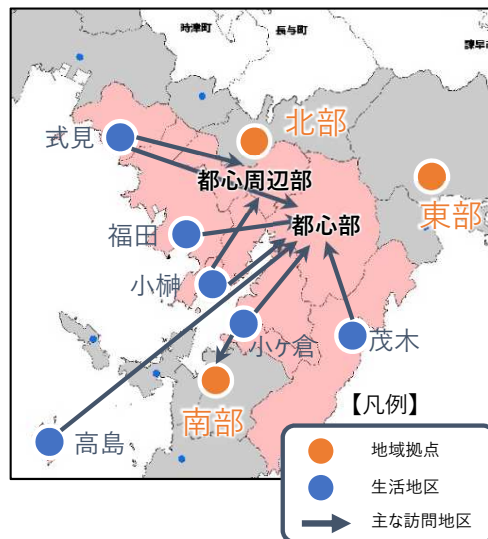 時津町
長与町
諫早市
北部
式見
都心周辺部
東部
都心部
福田
小榊
小ケ倉
茂木
南部
高島
【凡例】
地域拠点
生活地区
主な訪問地区